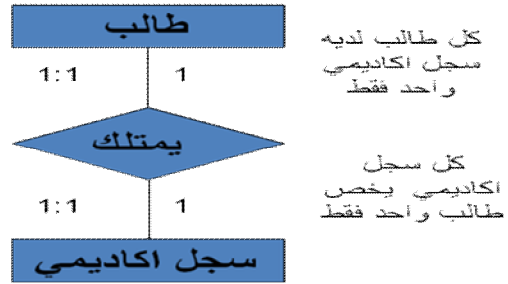 طالب
1:1
1
كل طالب لديه
سجل اكاديمي
واحد فقط
يمتلك
كل سجل
اكاديمي يخص
طالب واحد فقط
1:1
1
سجل اكاديمي